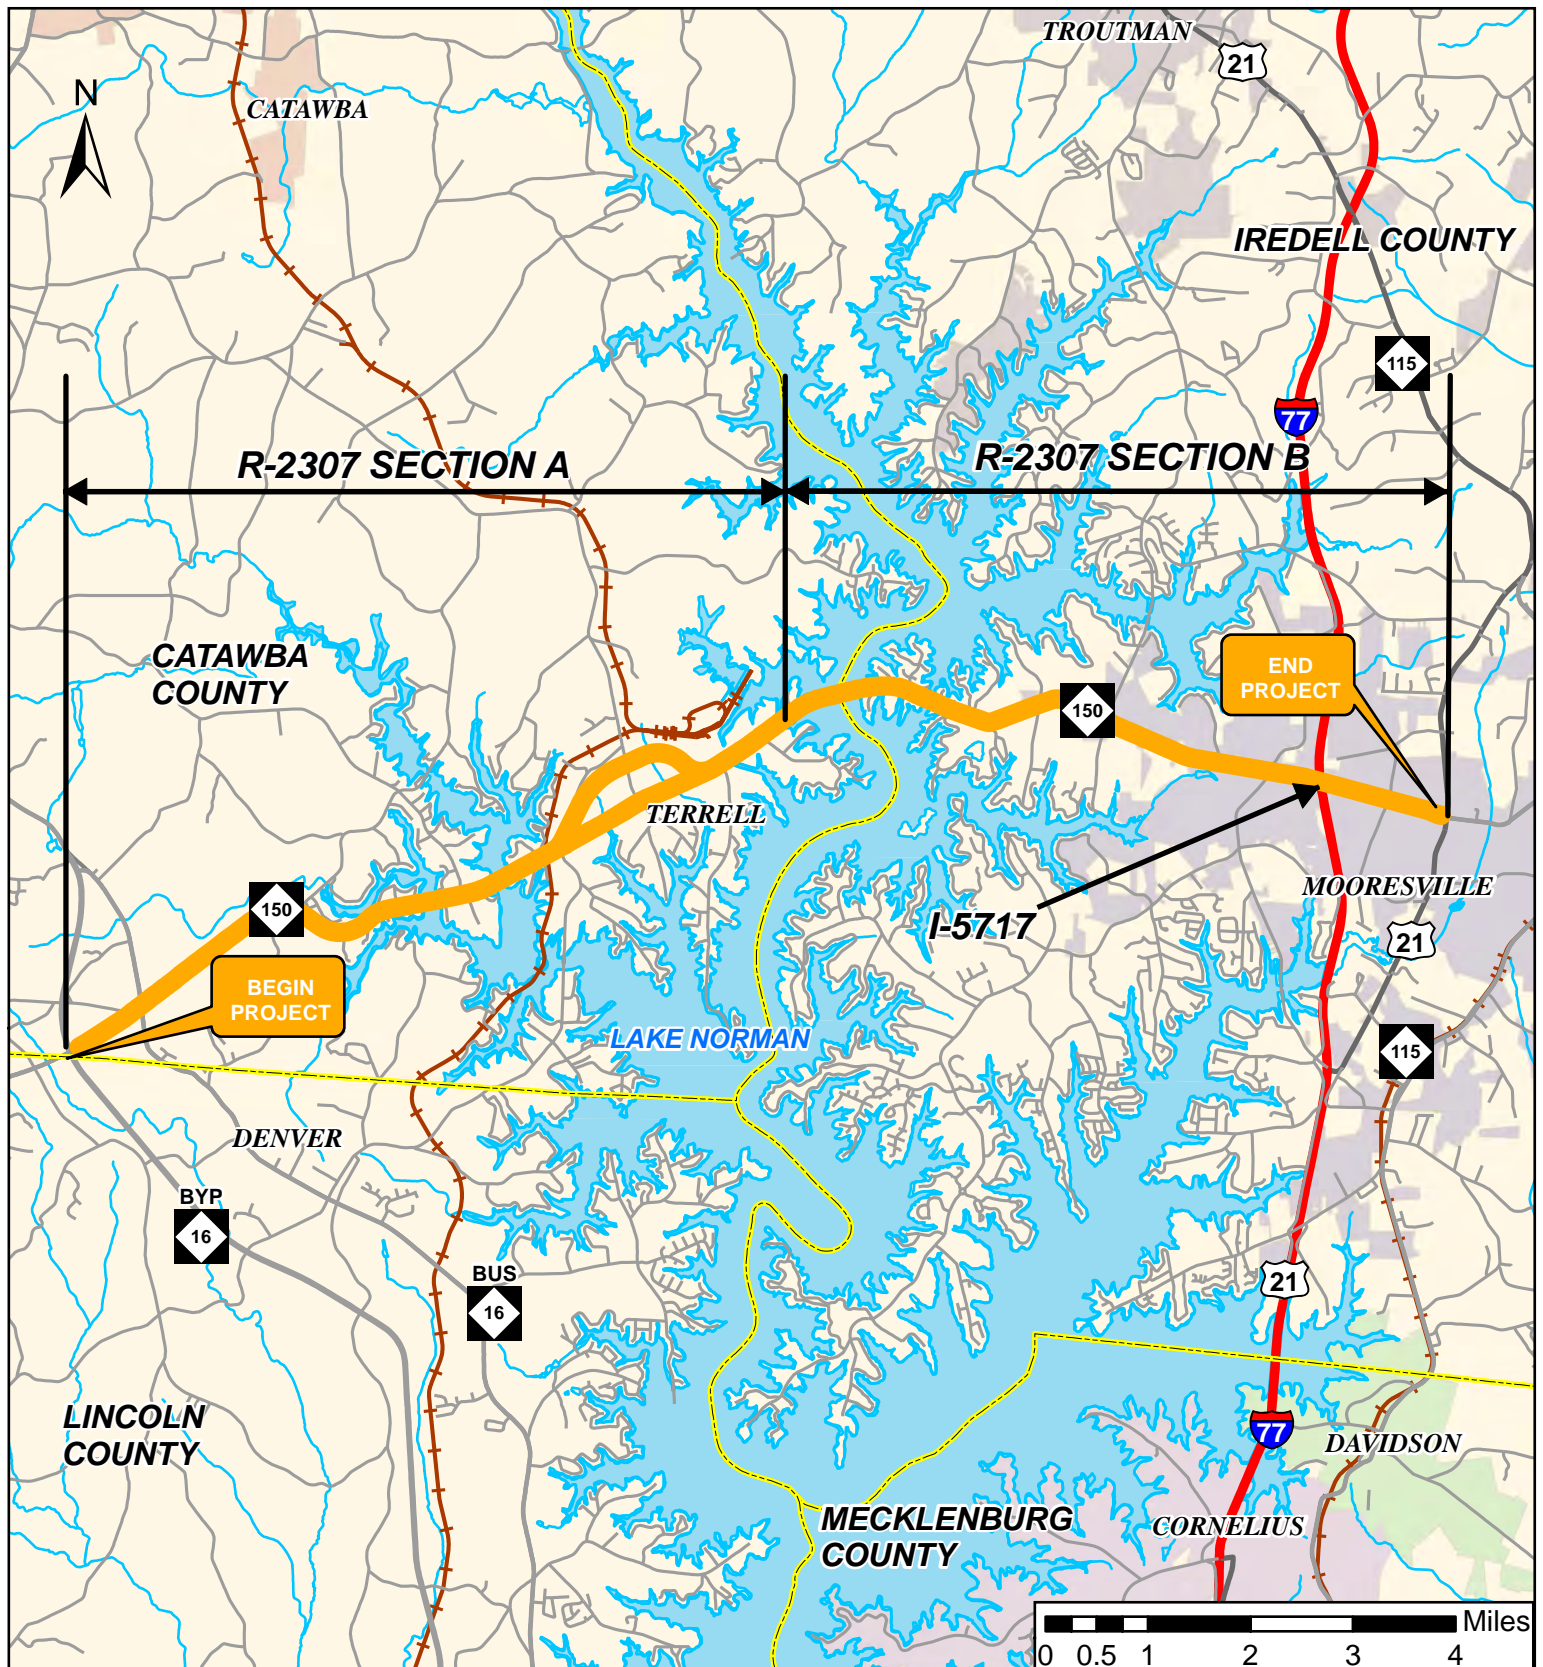 TROUTMAN
21
N
CATAWBA
IREDELL COUNTY
115
77
R-2307 SECTION A
R-2307 SECTION B
CATAWBA
COUNTY
END
PROJECT
150
TERRELL
MOORESVILLE
150
I-5717
21
BEGIN
PROJECT
LAKE NORMAN
115
DENVER
BYP
16
BUS
16
21
LINCOLN
COUNTY
77
DAVIDSON
MECKLENBURG
COUNTY
CORNELIUS
Miles
0 0.5 1 2 3 4